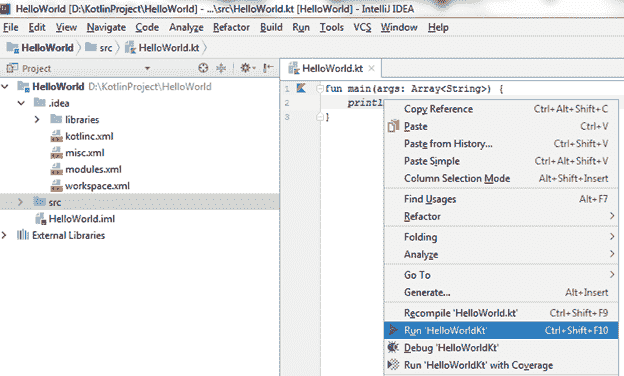 HelloWorld [D:\KotlinProject\HelloWorld] - ...\src\HelloWorld.kt [HelloWorld] - IntelliJ IDEA
File Edit View Navigate Code Analyze Refactor Build Run Tools VCS Window Help
HelloWorld src HelloWorld.kt
Project
HelloWorld D:\KotlinProject\HelloWorld
.idea
libraries
kotlinc.xml
misc.xml
modules.xml
workspace.xml
src
HelloWorld.iml
External Libraries
HelloWorld.kt
1 fun main(args: Array<String>) {
2 printl
3 }
Copy Reference Ctrl+Alt+Shift+C
Paste Ctrl+V
Paste from History... Ctrl+Shift+V
Paste Simple Ctrl+Alt+Shift+V
Column Selection Mode Alt+Shift+Insert
Find Usages Alt+F7
Refactor
Folding
Analyze
Go To
Generate... Alt+Insert
Recompile 'HelloWorld.kt' Ctrl+Shift+F9
Run 'HelloWorldKt' Ctrl+Shift+F10
Debug 'HelloWorldKt'
Run 'HelloWorldKt' with Coverage